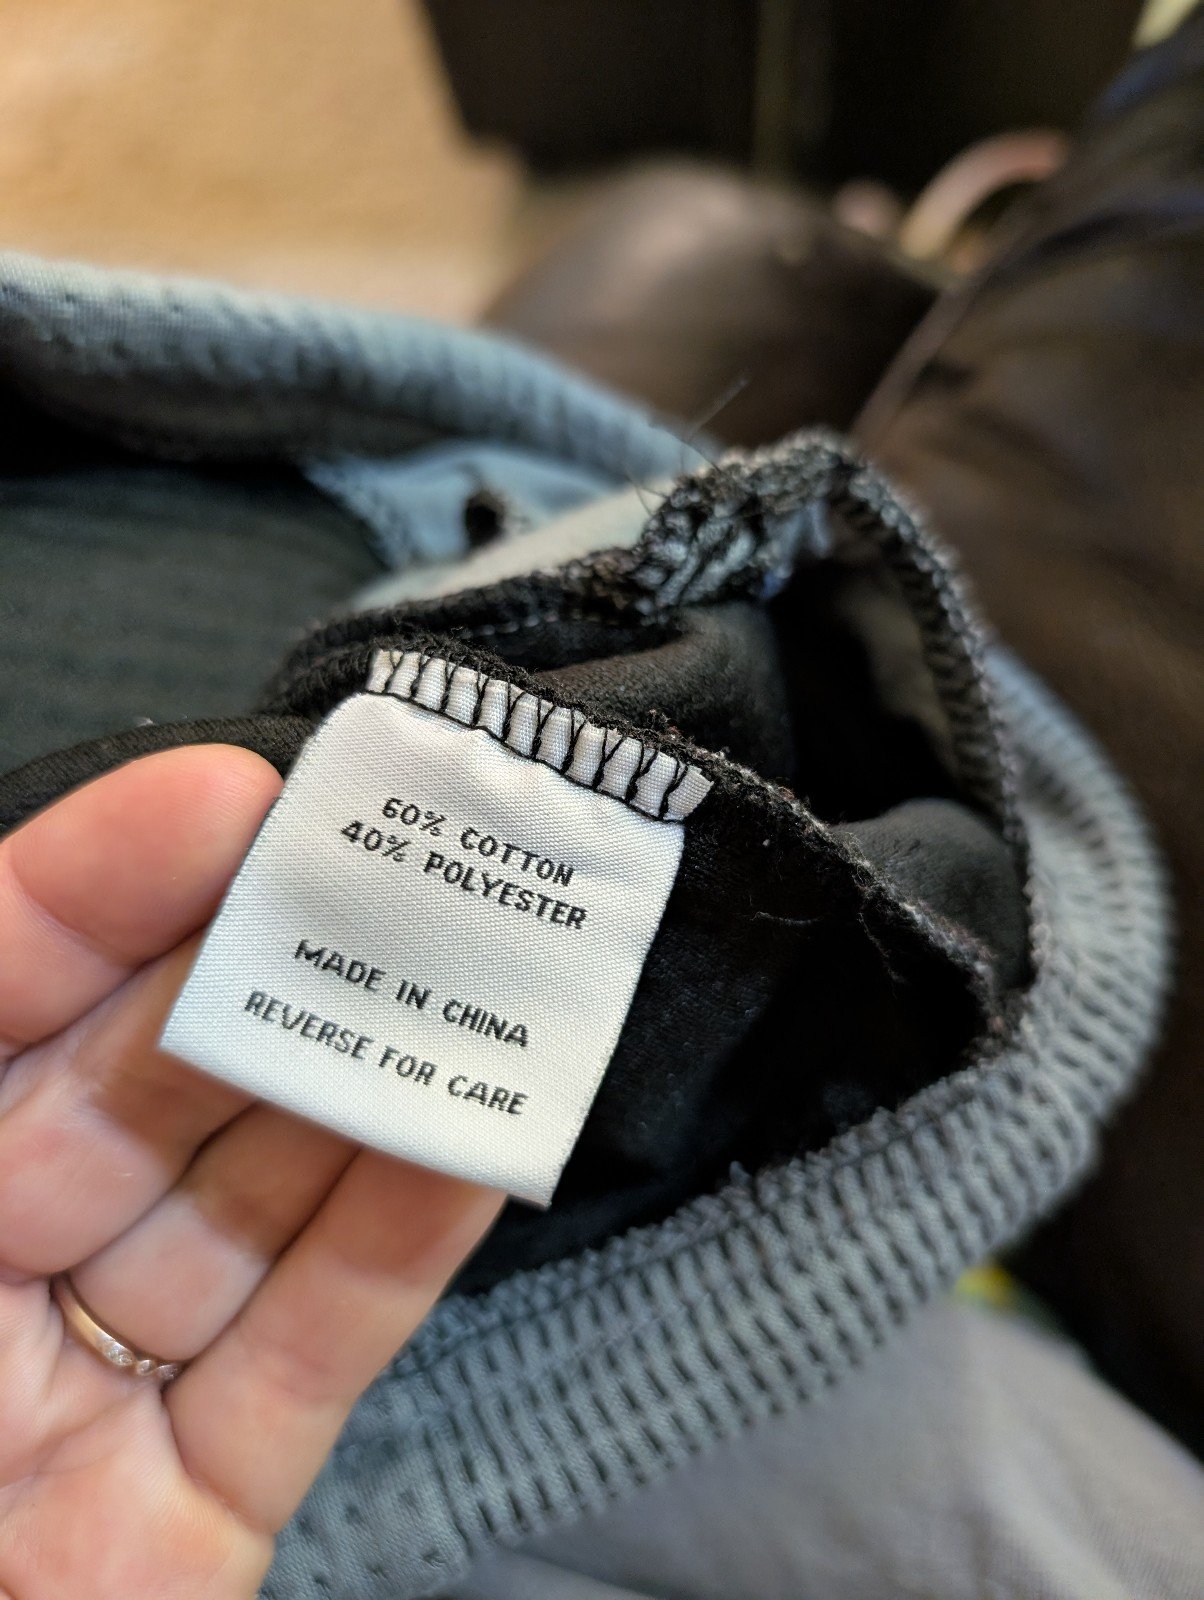 60% COTTON
40% POLYESTER
MADE IN CHINA
REVERSE FOR CARE